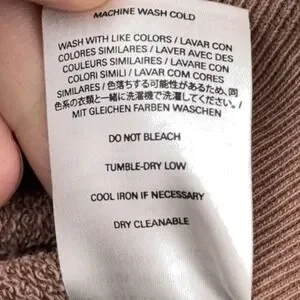 MACHINE WASH COLD
WASH WITH LIKE COLORS / LAVAR CON
COLORES SIMILARES / LAVER AVEC DES
COULEURS SIMILAIRES / LAVARE CON
COLORI SIMILI / LAVAR COM CORES
SIMILARES / 色落ちする可能性があるため、同
色系の衣類と一緒に洗濯機で洗濯してください。/
MIT GLEICHEN FARBEN WASCHEN
DO NOT BLEACH
TUMBLE-DRY LOW
COOL IRON IF NECESSARY
DRY CLEANABLE